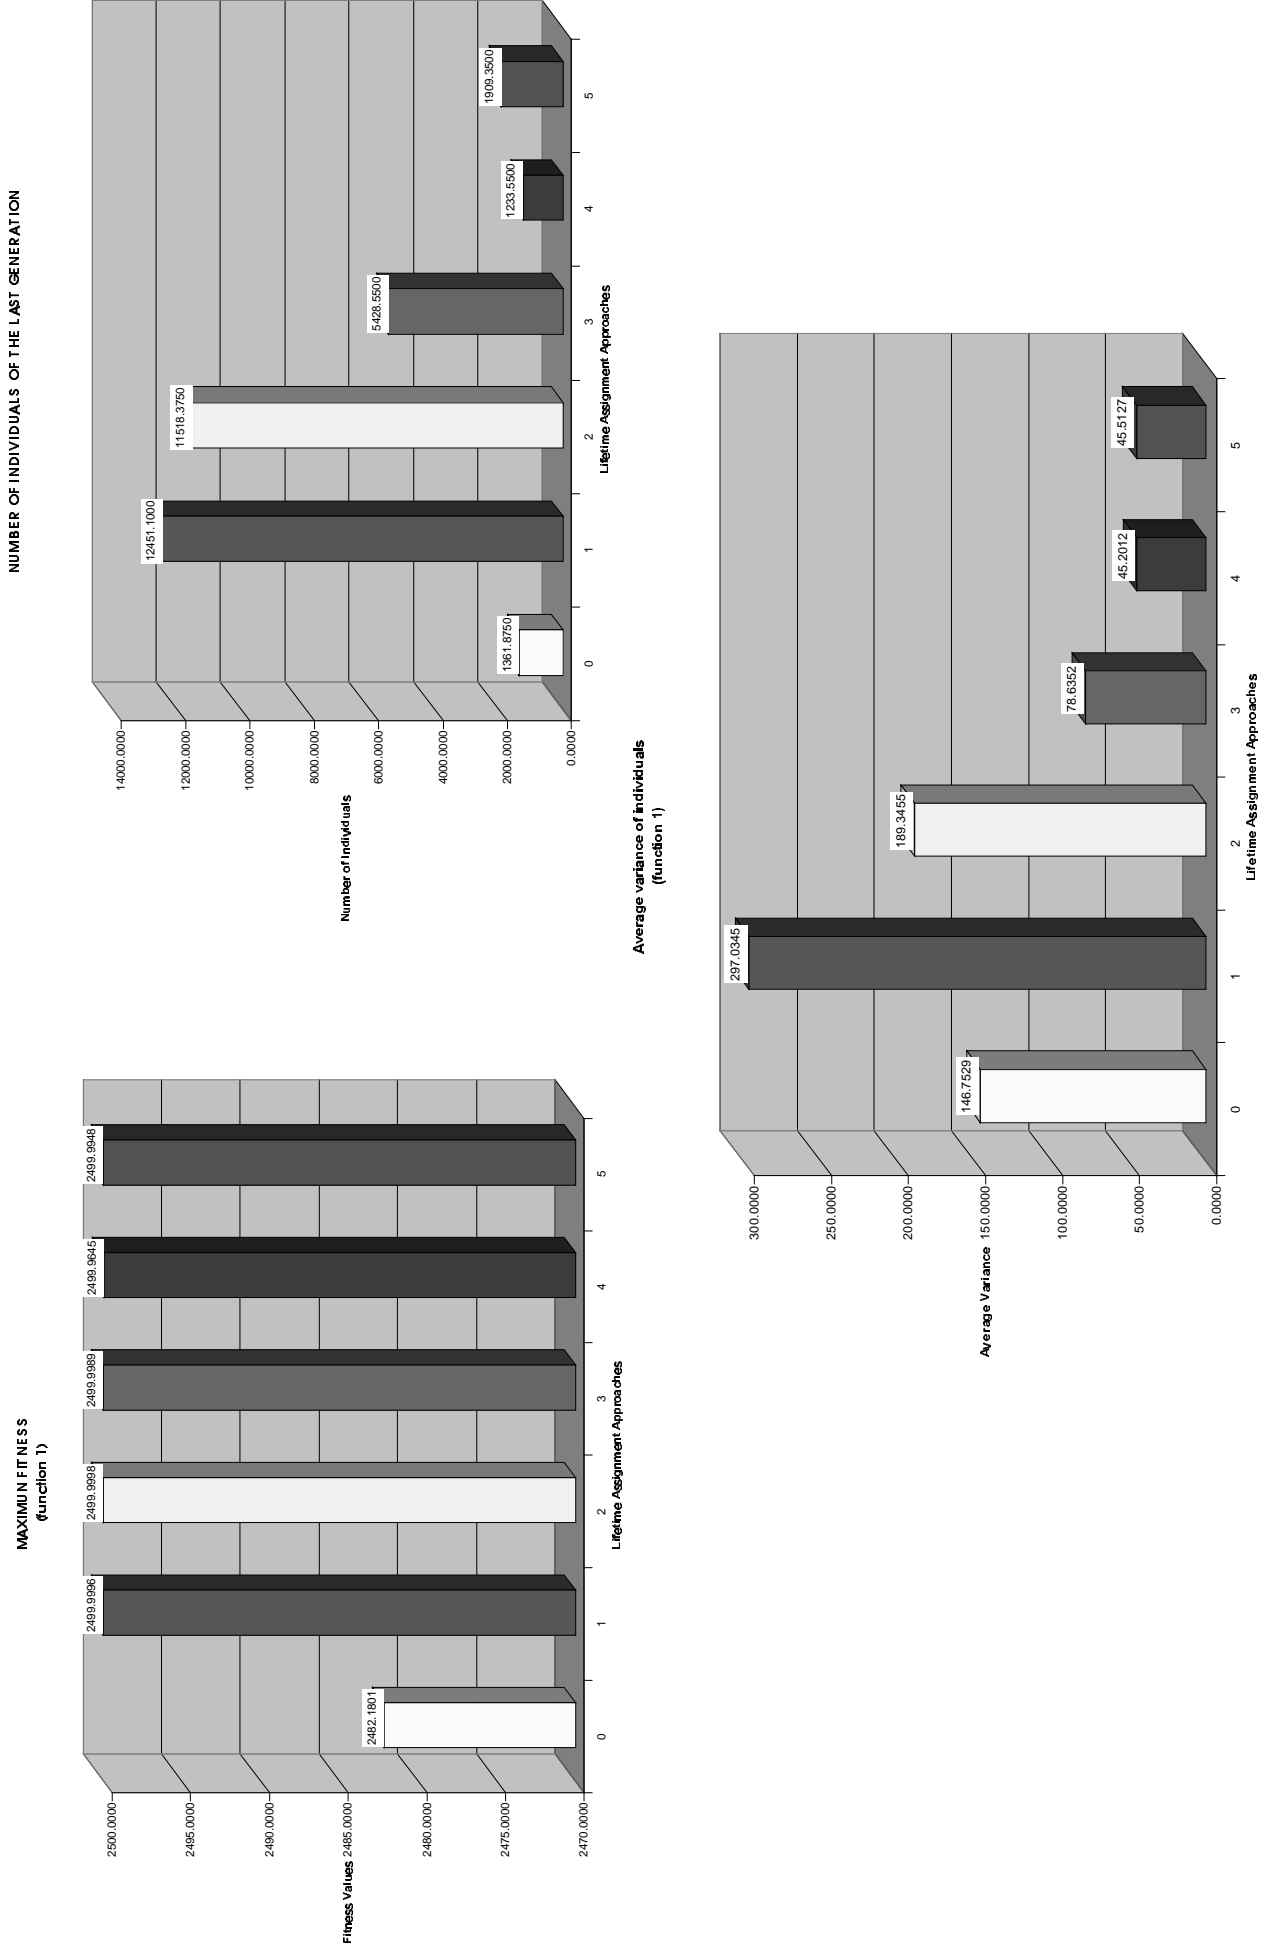 MAXIMUN FITNESS
(function 1)
2500.0000
2495.0000
2490.0000
2485.0000
2480.0000
2475.0000
2470.0000
Fitness Values
2482.1801
2499.9996
2499.9998
2499.9989
2499.9645
2499.9948
0 1 2 3 4 5
Lifetime Assignment Approaches
NUMBER OF INDIVIDUALS OF THE LAST GENERATION
14000.0000
12000.0000
10000.0000
8000.0000
6000.0000
4000.0000
2000.0000
0.0000
Number of Individuals
1361.8750
12451.1000
11518.3750
5428.5500
1233.5500
1909.3500
0 1 2 3 4 5
Lifetime Assignment Approaches
Average variance of individuals
(function 1)
300.0000
250.0000
200.0000
150.0000
100.0000
50.0000
0.0000
Average Variance
146.7529
297.0345
189.3455
78.6352
45.2012
45.5127
0 1 2 3 4 5
Lifetime Assignment Approaches